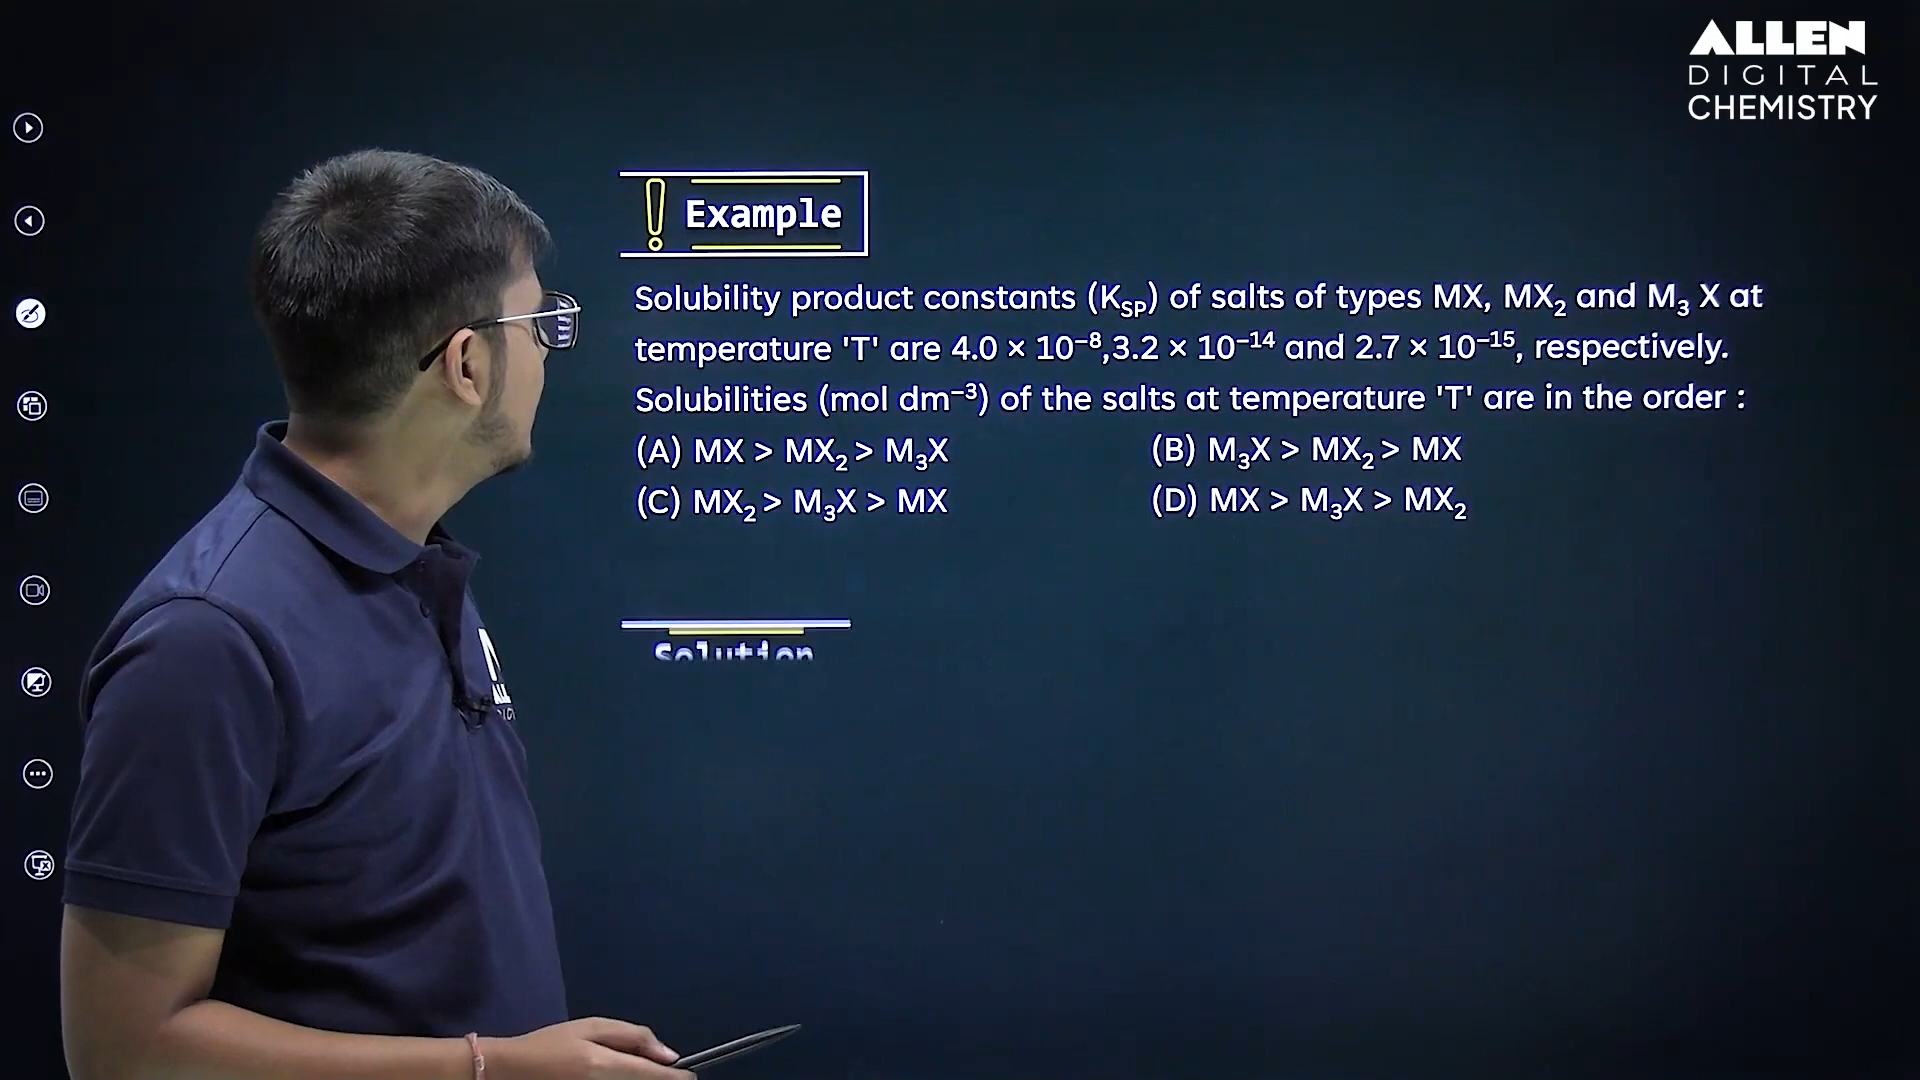 ALLEN
DIGITAL
CHEMISTRY
Example
Solubility product constants (K_SP) of salts of types MX, MX₂ and M₃ X at
temperature 'T' are 4.0 × 10⁻⁸,3.2 × 10⁻¹⁴ and 2.7 × 10⁻¹⁵, respectively.
Solubilities (mol dm⁻³) of the salts at temperature 'T' are in the order :
(A) MX > MX₂ > M₃X (B) M₃X > MX₂ > MX
(C) MX₂ > M₃X > MX (D) MX > M₃X > MX₂
Solution